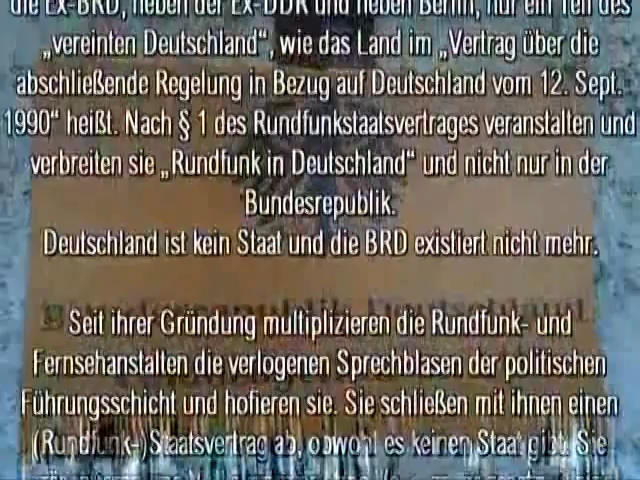 die Ex-BRD, neben der Ex-DDR und neben Berlin, nur ein Teil des
„vereinten Deutschland“, wie das Land im „Vertrag über die
abschließende Regelung in Bezug auf Deutschland vom 12. Sept.
1990“ heißt. Nach § 1 des Rundfunkstaatsvertrages veranstalten und
verbreiten sie „Rundfunk in Deutschland“ und nicht nur in der
Bundesrepublik.
Deutschland ist kein Staat und die BRD existiert nicht mehr.
Seit ihrer Gründung multiplizieren die Rundfunk- und
Fernsehanstalten die verlogenen Sprechblasen der politischen
Führungsschicht und hofieren sie. Sie schließen mit ihnen einen
(Rundfunk-)Staatsvertrag ab, obwohl es keinen Staat gibt. Sie